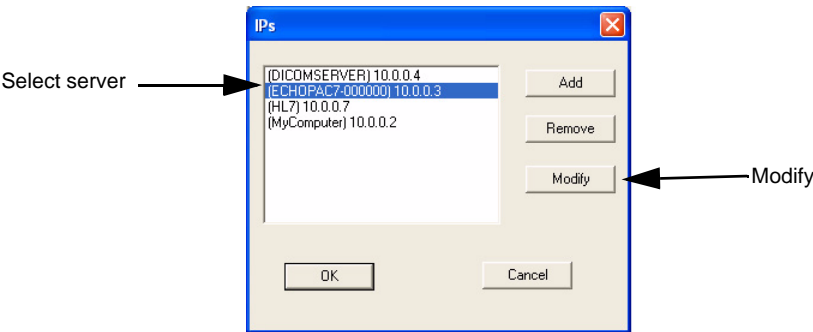 IPs
Select server
(DICOMSERVER) 10.0.0.4
(ECHOPAC7-000000) 10.0.0.3
(HL7) 10.0.0.7
(MyComputer) 10.0.0.2
Add
Remove
Modify
Modify
OK
Cancel